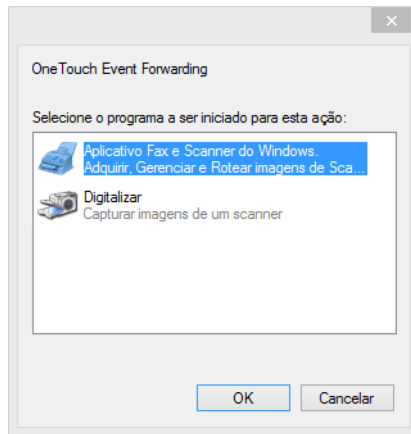 OneTouch Event Forwarding
Selecione o programa a ser iniciado para esta ação:
Aplicativo Fax e Scanner do Windows.
Adquirir, Gerenciar e Rotear imagens de Sca...
Digitalizar
Capturar imagens de um scanner
OK Cancelar